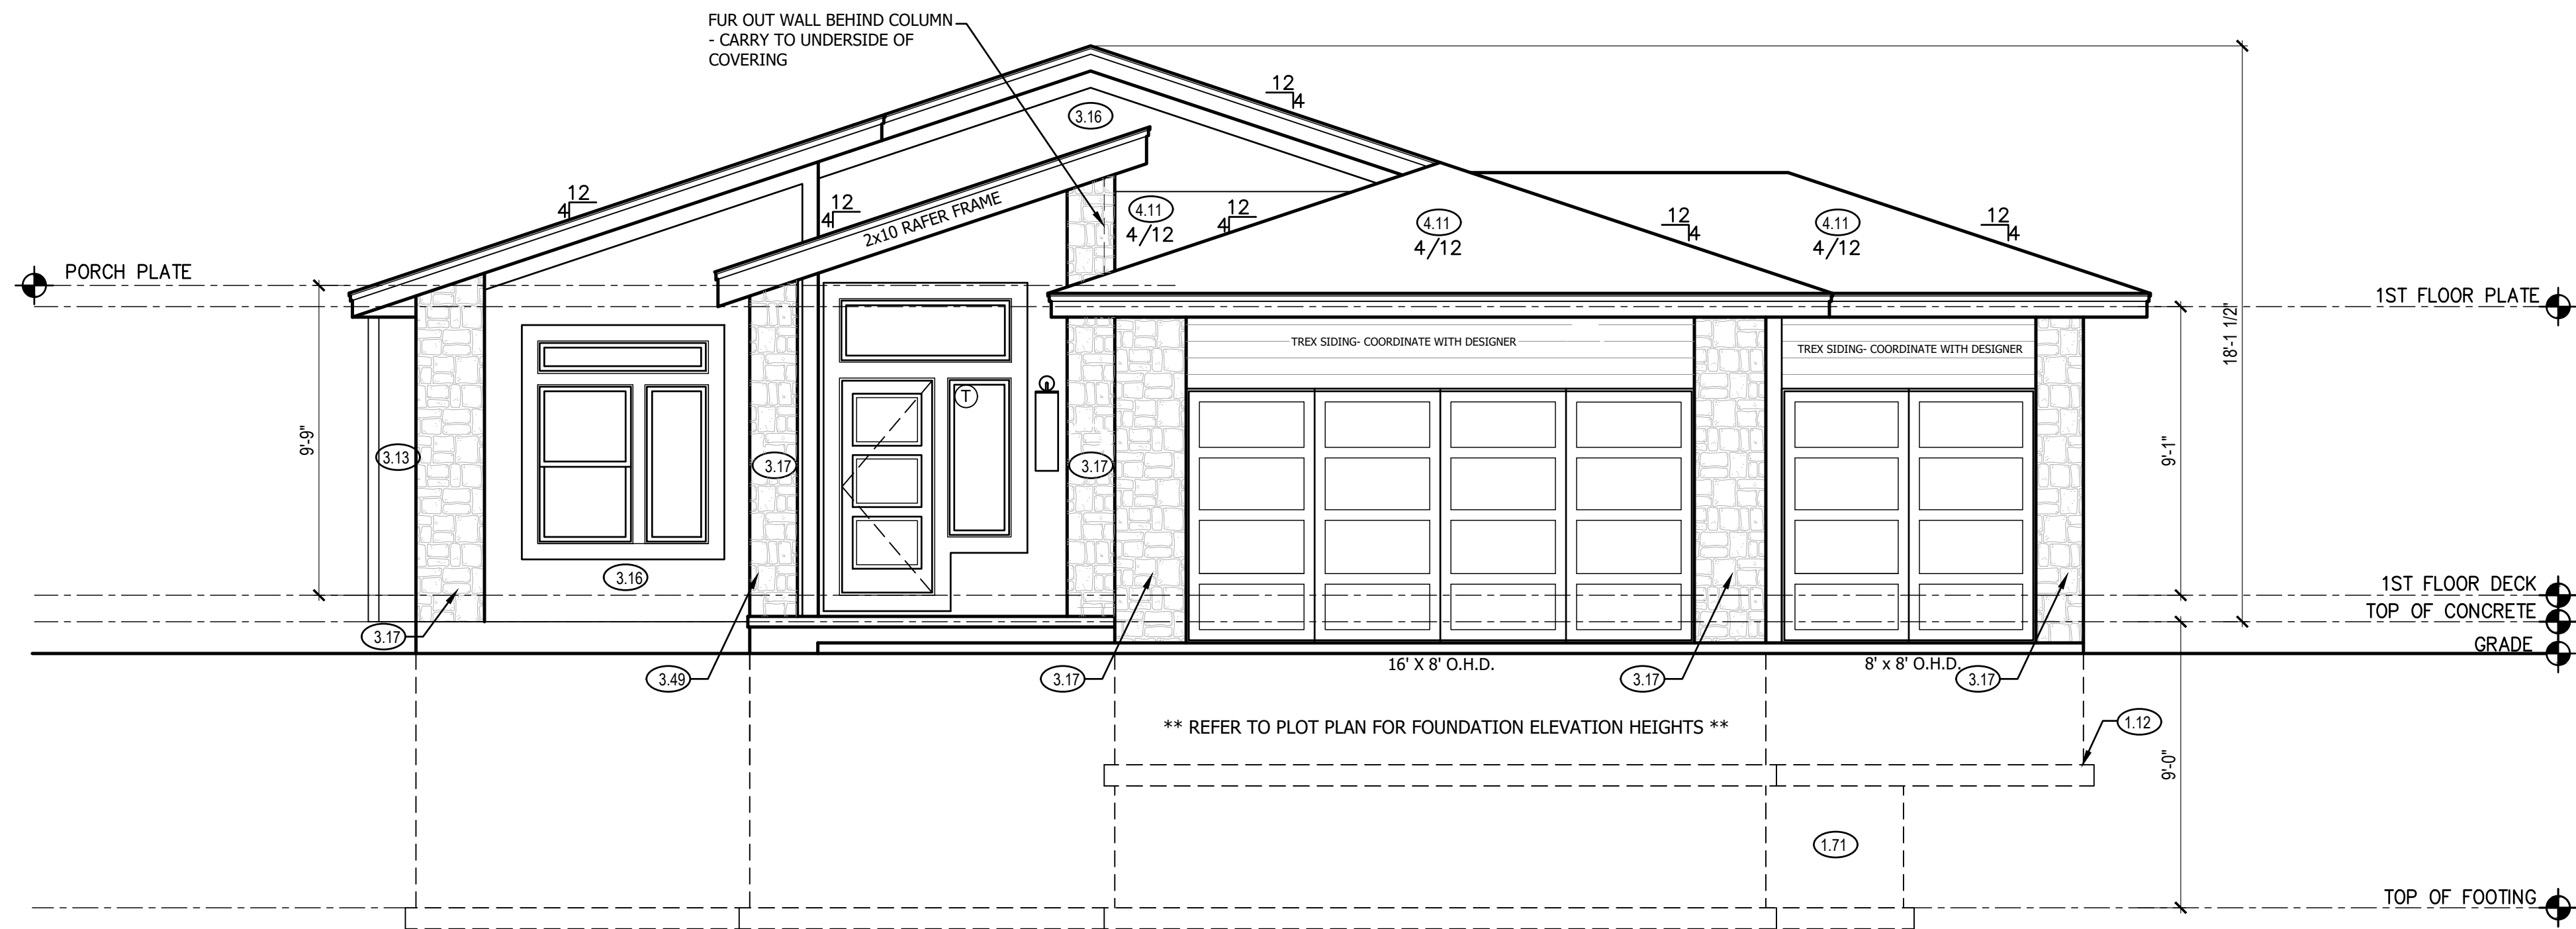 FUR OUT WALL BEHIND COLUMN
- CARRY TO UNDERSIDE OF
COVERING
12
4
3.16
12
4
12
4
2x10 RAFER FRAME
4.11
4/12
12
4
4.11
4/12
12
4
4.11
4/12
12
4
PORCH PLATE
1ST FLOOR PLATE
18'-1 1/2"
TREX SIDING- COORDINATE WITH DESIGNER
TREX SIDING- COORDINATE WITH DESIGNER
T
9'-9"
3.13
3.17
3.17
9'-1"
3.16
1ST FLOOR DECK
TOP OF CONCRETE
3.17
GRADE
16' X 8' O.H.D.
8' x 8' O.H.D.
3.49
3.17
3.17
3.17
** REFER TO PLOT PLAN FOR FOUNDATION ELEVATION HEIGHTS **
1.12
9'-0"
1.71
TOP OF FOOTING